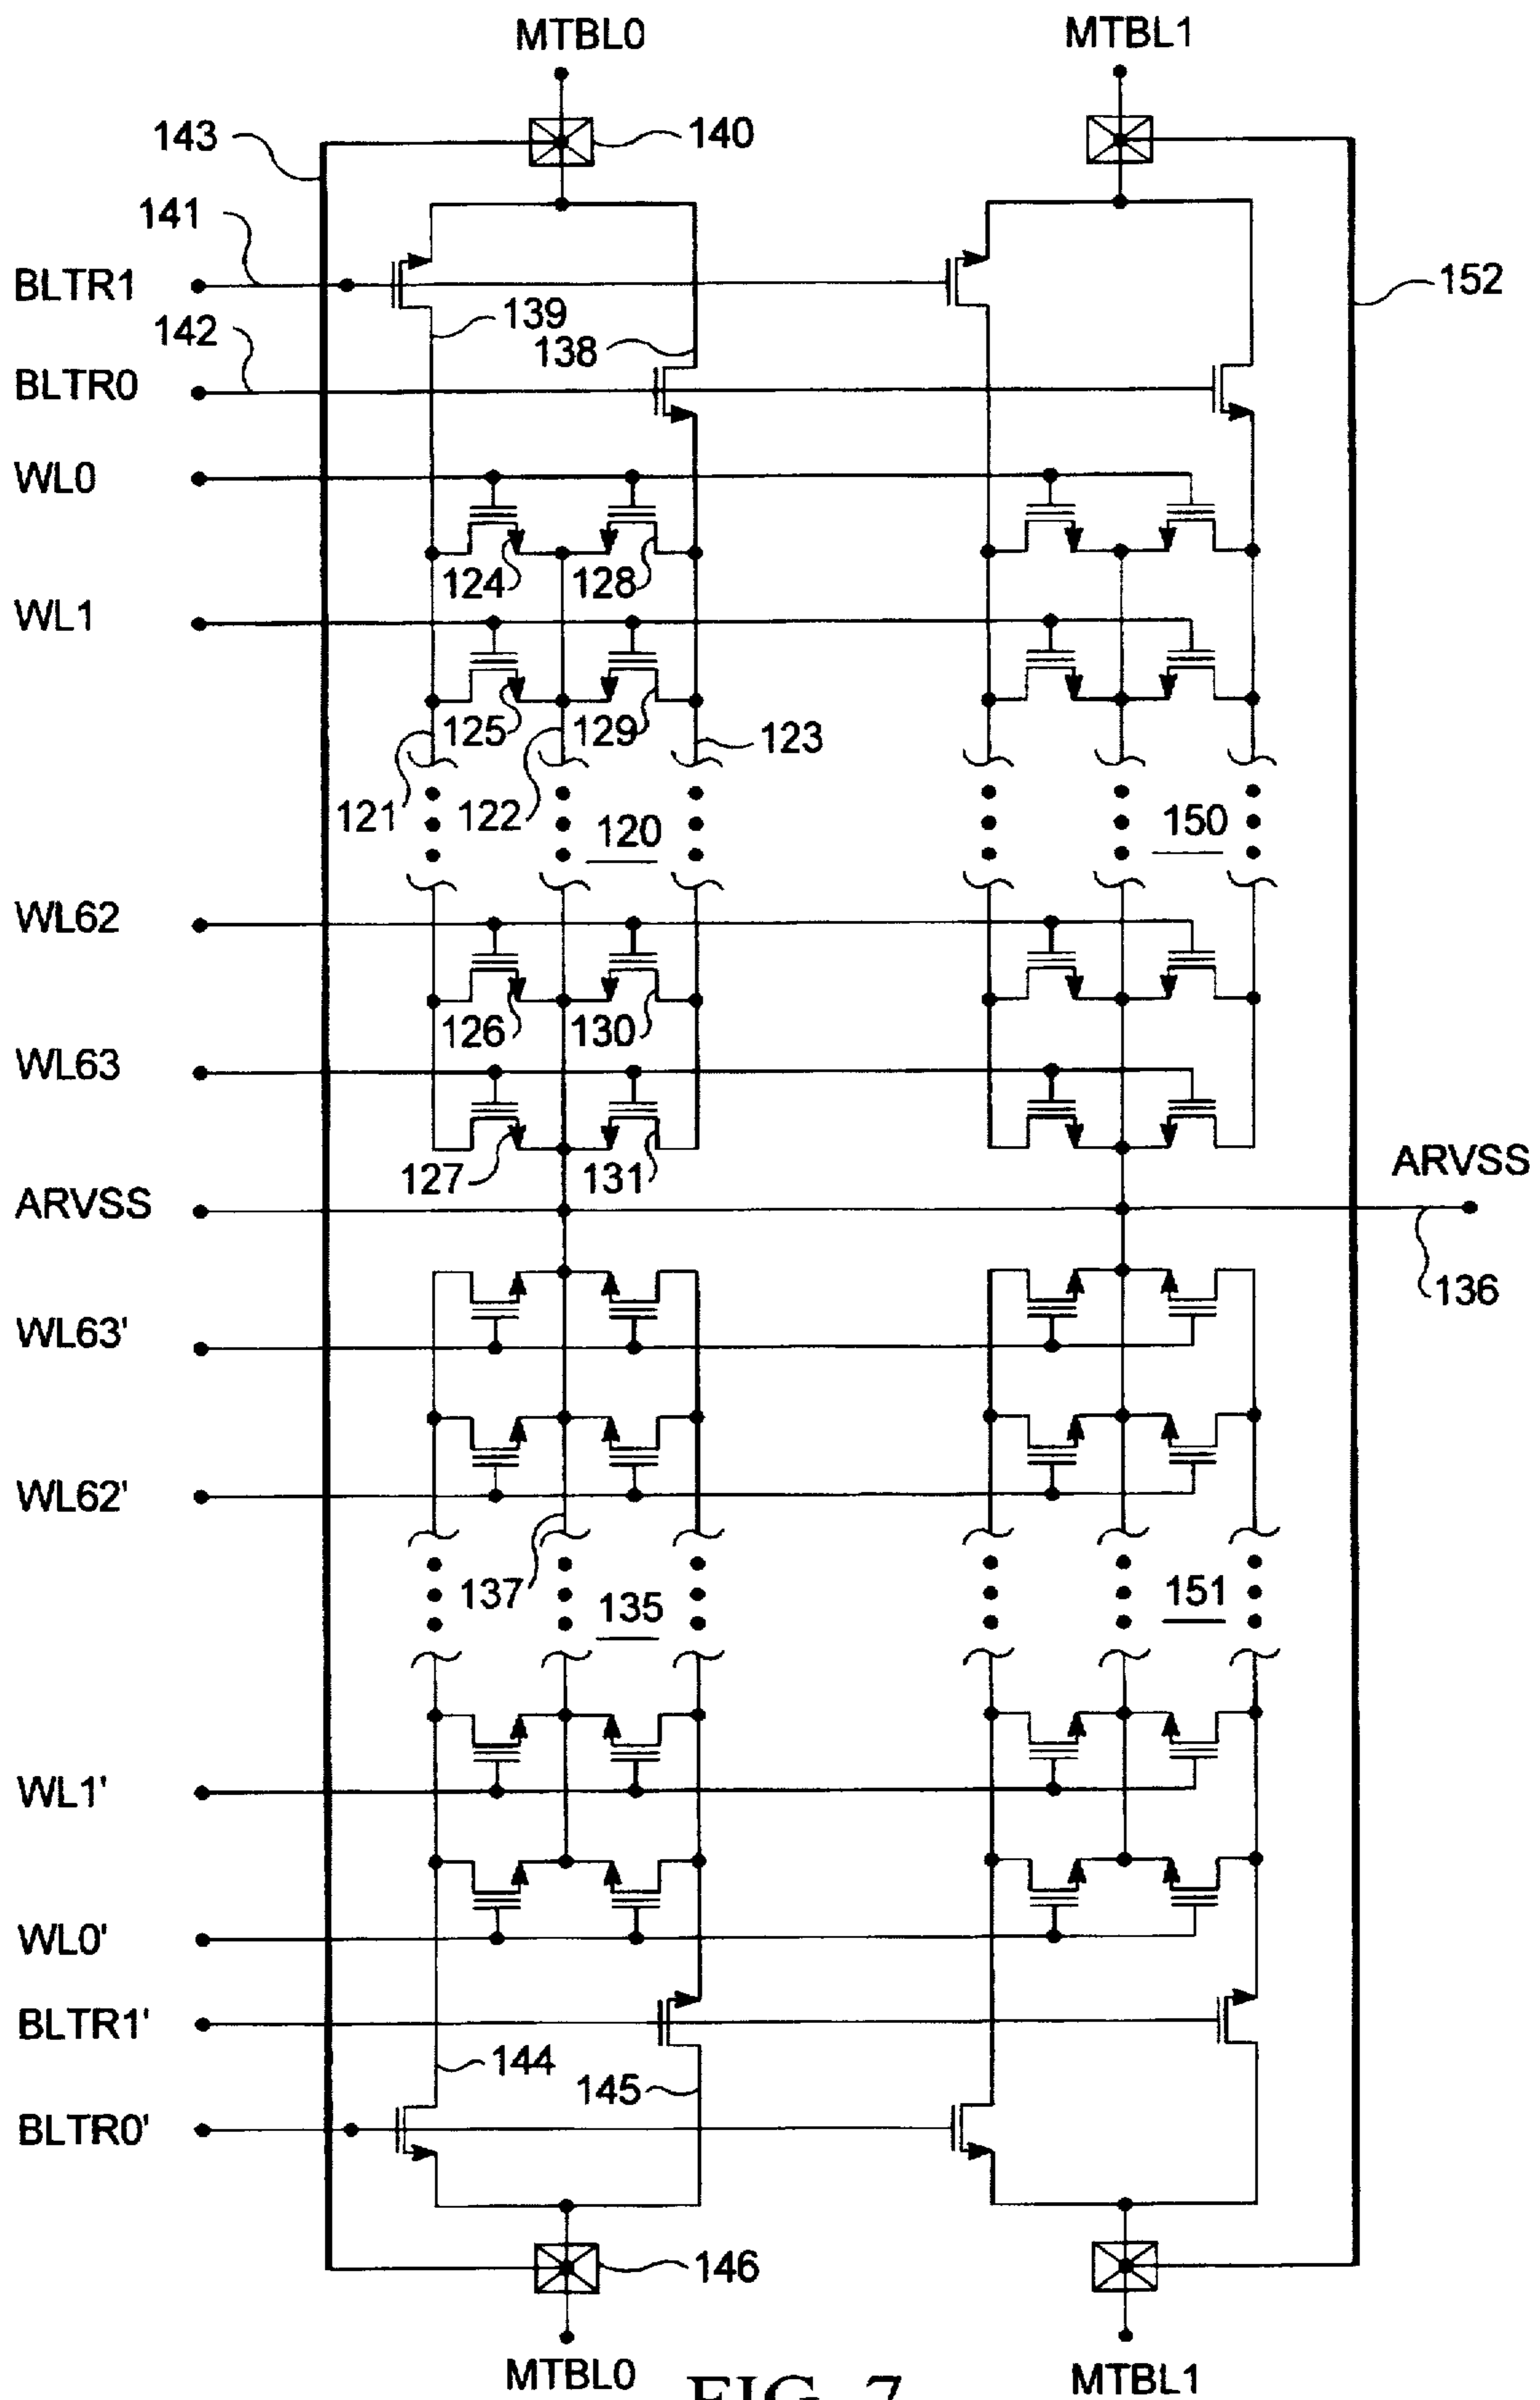 MTBL0 MTBL1
143 140
141
BLTR1 139 152
142 138
BLTR0
WL0
124 128
WL1
125 129 123
121 122 120 150
WL62
126 130
WL63
127 131 ARVSS
ARVSS
136
WL63'
WL62'
137 135 151
WL1'
WL0'
BLTR1'
144 145
BLTR0'
146
MTBL0 FIG. 7 MTBL1